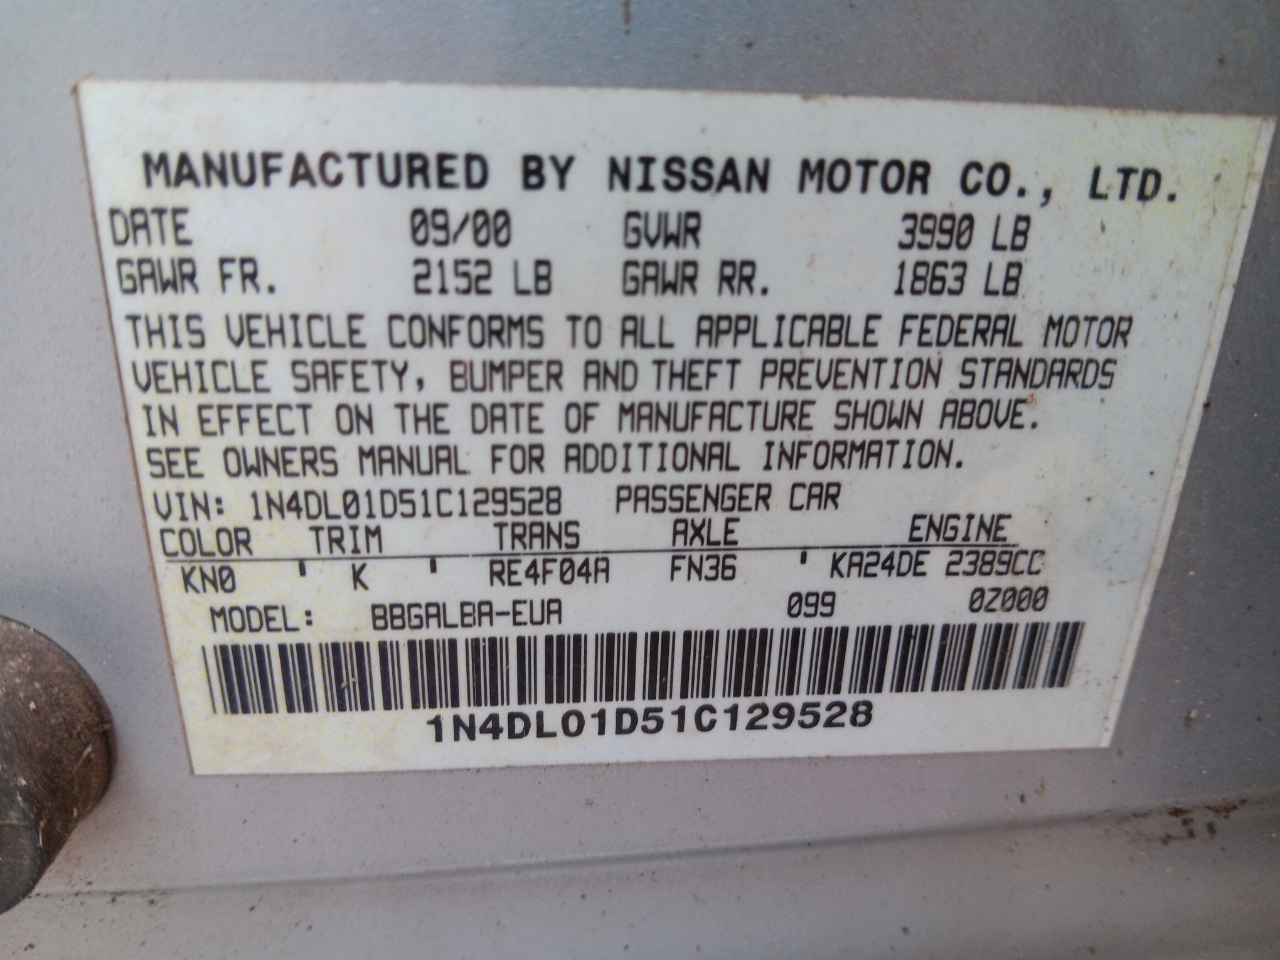 MANUFACTURED BY NISSAN MOTOR CO., LTD.
DATE 09/00 GVWR 3990 LB
GAWR FR. 2152 LB GAWR RR. 1863 LB
THIS VEHICLE CONFORMS TO ALL APPLICABLE FEDERAL MOTOR
VEHICLE SAFETY, BUMPER AND THEFT PREVENTION STANDARDS
IN EFFECT ON THE DATE OF MANUFACTURE SHOWN ABOVE.
SEE OWNERS MANUAL FOR ADDITIONAL INFORMATION.
VIN: 1N4DL01D51C129528 PASSENGER CAR
COLOR TRIM TRANS AXLE ENGINE
KN0 ' K ' RE4F04A FN36 ' KA24DE 2389CC
MODEL: BBGALBA-EUA 099 0Z000
1N4DL01D51C129528